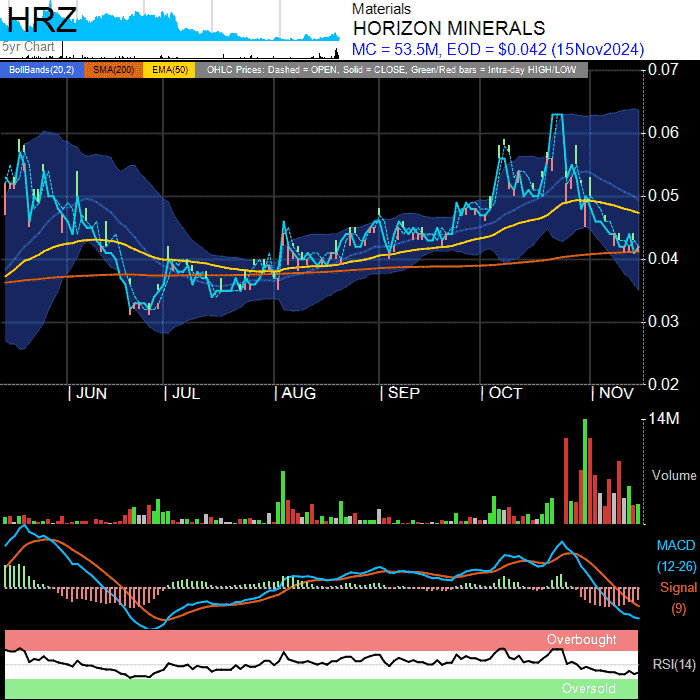 HRZ
Materials
HORIZON MINERALS
5yr Chart
MC = 53.5M, EOD = $0.042 (15Nov2024)
BollBands(20,2) SMA(200) EMA(50) OHLC Prices: Dashed = OPEN, Solid = CLOSE, Green/Red bars = Intra-day HIGH/LOW
0.07
0.06
0.05
0.04
0.03
0.02
JUN JUL AUG SEP OCT NOV
14M
Volume
MACD
(12-26)
Signal
(9)
Overbought
RSI(14)
Oversold